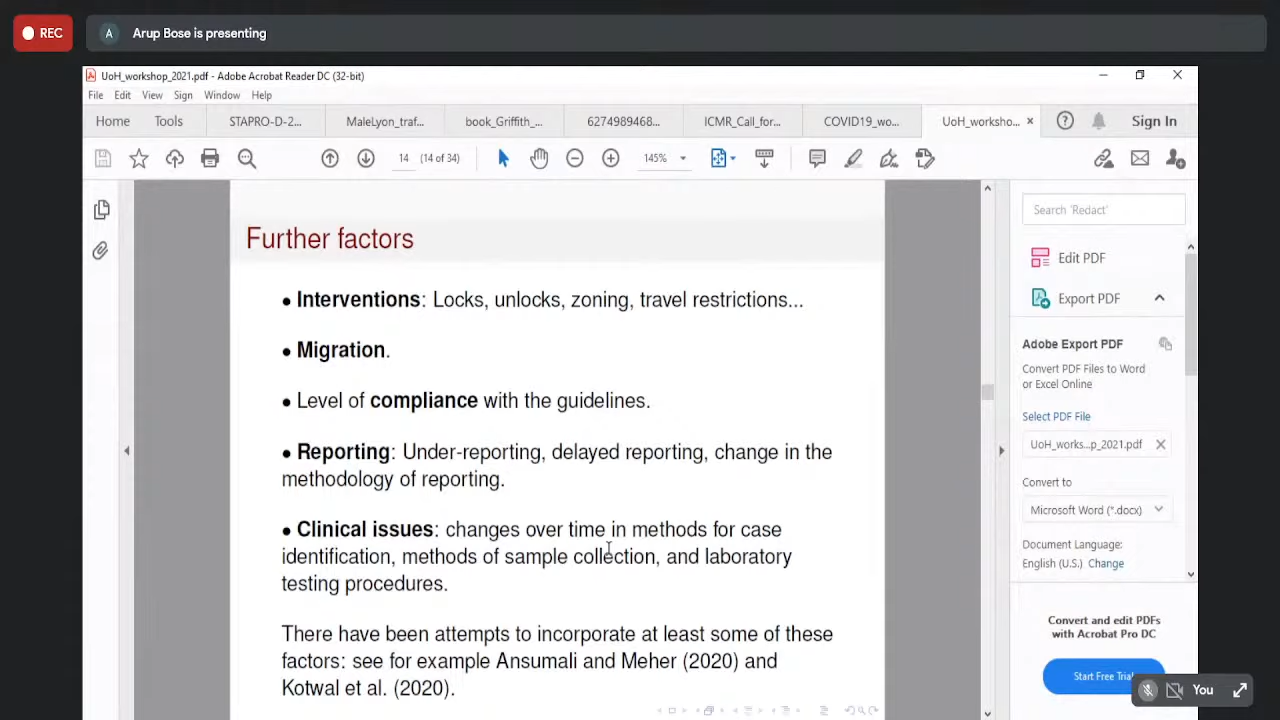 REC
A Arup Bose is presenting
UoH_workshop_2021.pdf - Adobe Acrobat Reader DC (32-bit)
File Edit View Sign Window Help
Home Tools STAPRO-D-2... MaleLyon_traf... book_Griffith_... 6274989468... ICMR_Call_for... COVID19_wo... UoH_worksho... × Sign In
14 (14 of 34) 145%
Further factors
• Interventions: Locks, unlocks, zoning, travel restrictions...
• Migration.
• Level of compliance with the guidelines.
• Reporting: Under-reporting, delayed reporting, change in the
methodology of reporting.
• Clinical issues: changes over time in methods for case
identification, methods of sample collection, and laboratory
testing procedures.
There have been attempts to incorporate at least some of these
factors: see for example Ansumali and Meher (2020) and
Kotwal et al. (2020).
Search 'Redact'
Edit PDF
Export PDF
Adobe Export PDF
Convert PDF Files to Word
or Excel Online
Select PDF File
UoH_works...p_2021.pdf
Convert to
Microsoft Word (*.docx)
Document Language:
English (U.S.) Change
Convert and edit PDFs
with Acrobat Pro DC
Start Free Trial
You